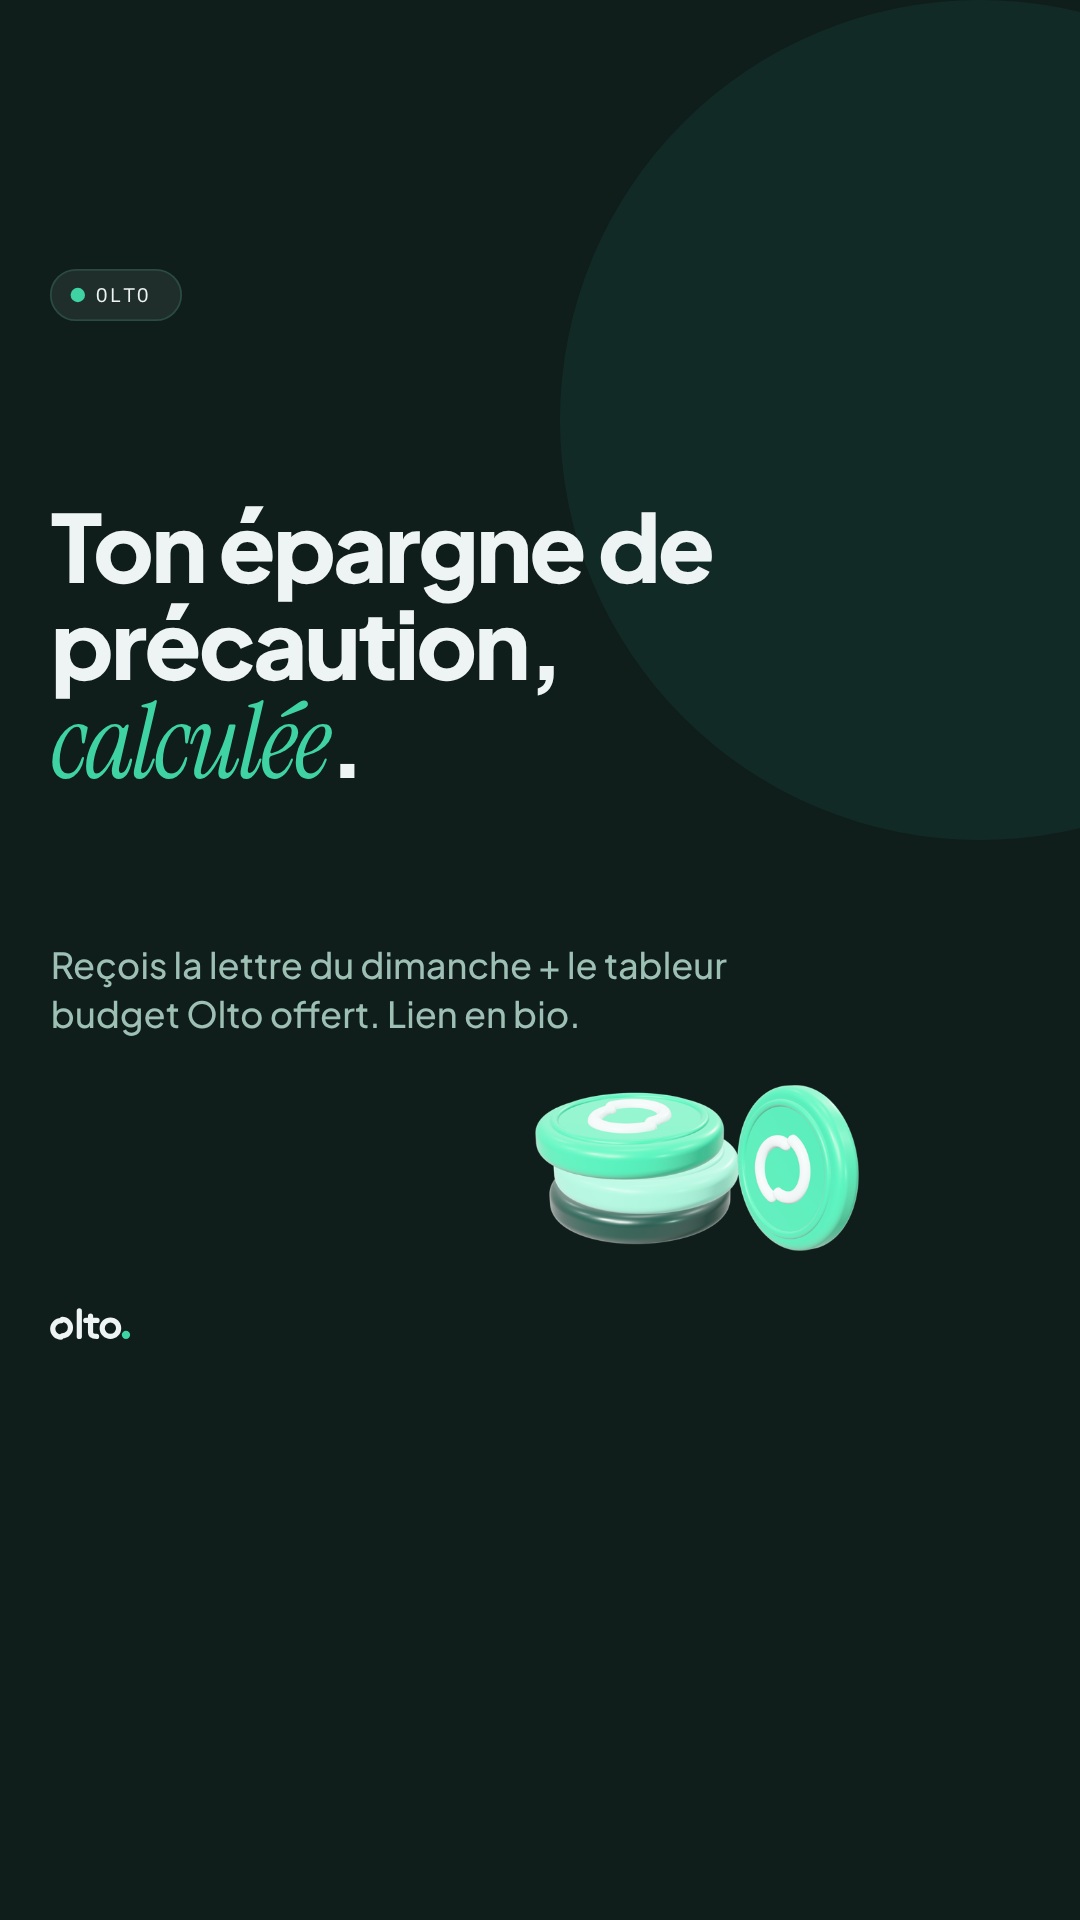 OLTO
Ton épargne de
précaution,
calculée.
Reçois la lettre du dimanche + le tableur
budget Olto offert. Lien en bio.
olto.